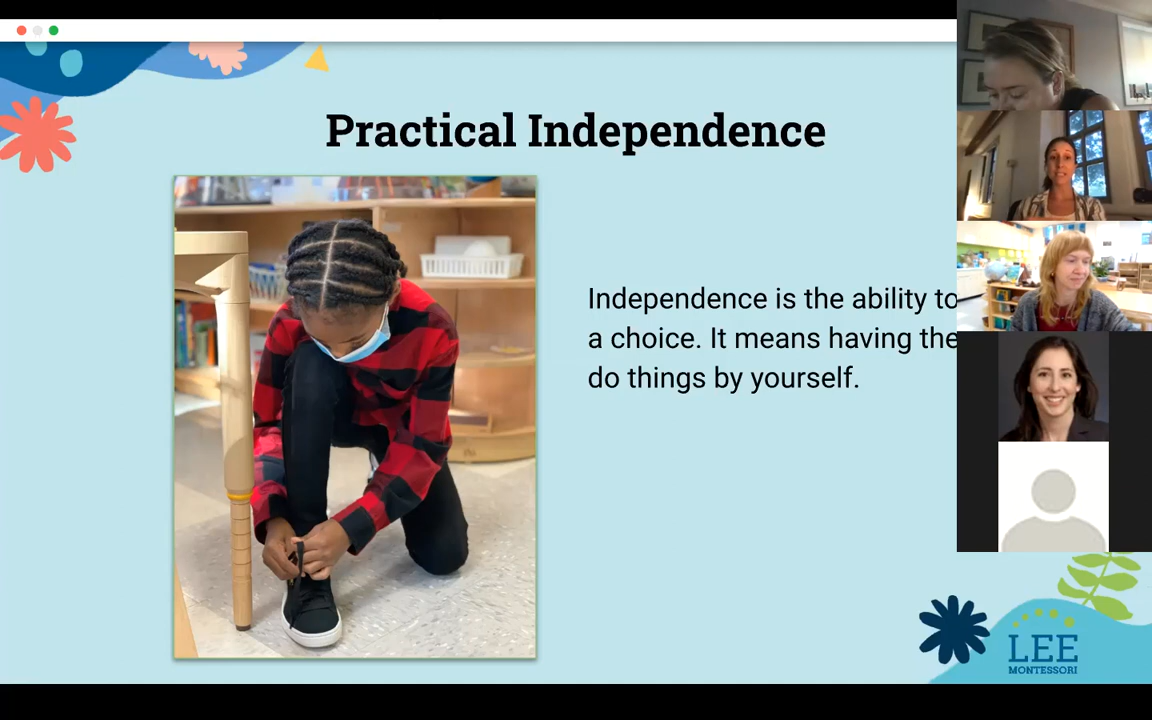 Practical Independence
Independence is the ability to
a choice. It means having the
do things by yourself.
LEE
MONTESSORI